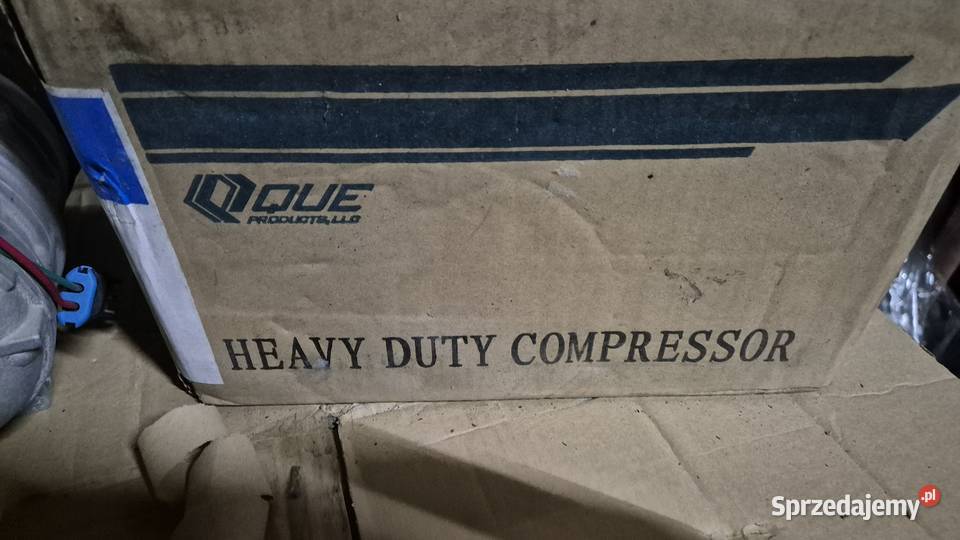 QUE
PRODUCTS, LLC
HEAVY DUTY COMPRESSOR
Sprzedajemy.pl